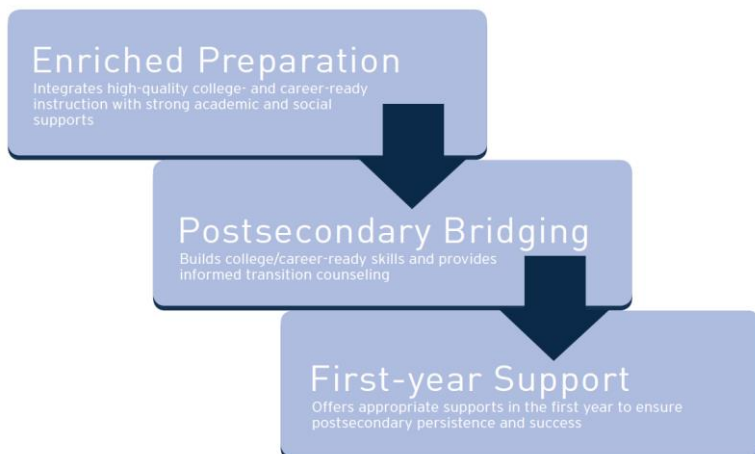 Enriched Preparation
Integrates high-quality college- and career-ready
instruction with strong academic and social
supports
Postsecondary Bridging
Builds college/career-ready skills and provides
informed transition counseling
First-year Support
Offers appropriate supports in the first year to ensure
postsecondary persistence and success